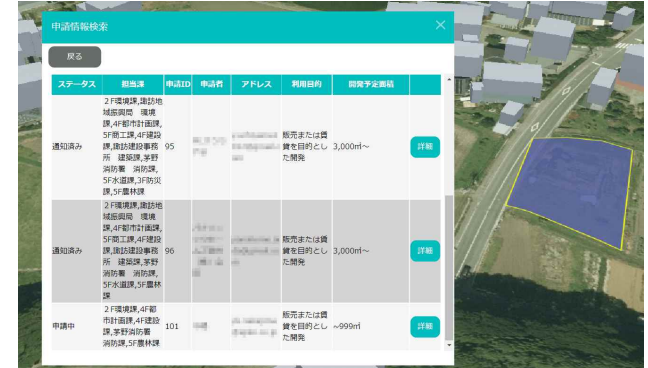 申請情報検索
×
戻る
ステータス 担当課 申請ID 申請者 アドレス 利用目的 開発予定面積
2F環境課,諏訪地
域振興局 環境
課,4F都市計画課,
5F商工課,4F建設
課,諏訪建設事務
所 建築課,茅野
消防署 消防課,
5F水道課,3F防災
課,5F農林課
通知済み
95
販売または賃
貸を目的とし
た開発
3,000㎡~
詳細
2F環境課,諏訪地
域振興局 環境
課,4F都市計画課,
5F商工課,4F建設
課,諏訪建設事務
所 建築課,茅野
消防署 消防課,
5F水道課,5F農林
課
通知済み
96
販売または賃
貸を目的とし
た開発
3,000㎡~
詳細
2F環境課,4F都
市計画課,4F建設
課,茅野消防署
消防課,5F農林課
申請中
101
販売または賃
貸を目的とし
た開発
~999㎡
詳細